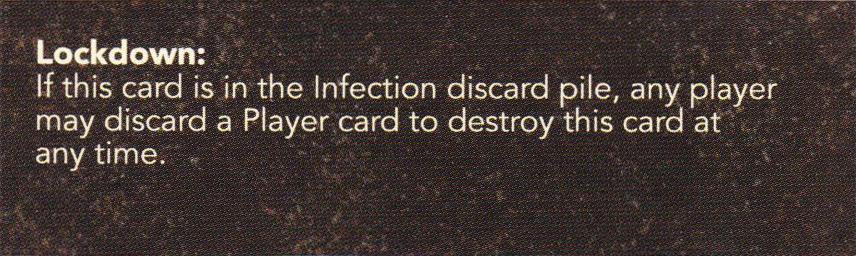 Lockdown:
If this card is in the Infection discard pile, any player
may discard a Player card to destroy this card at
any time.